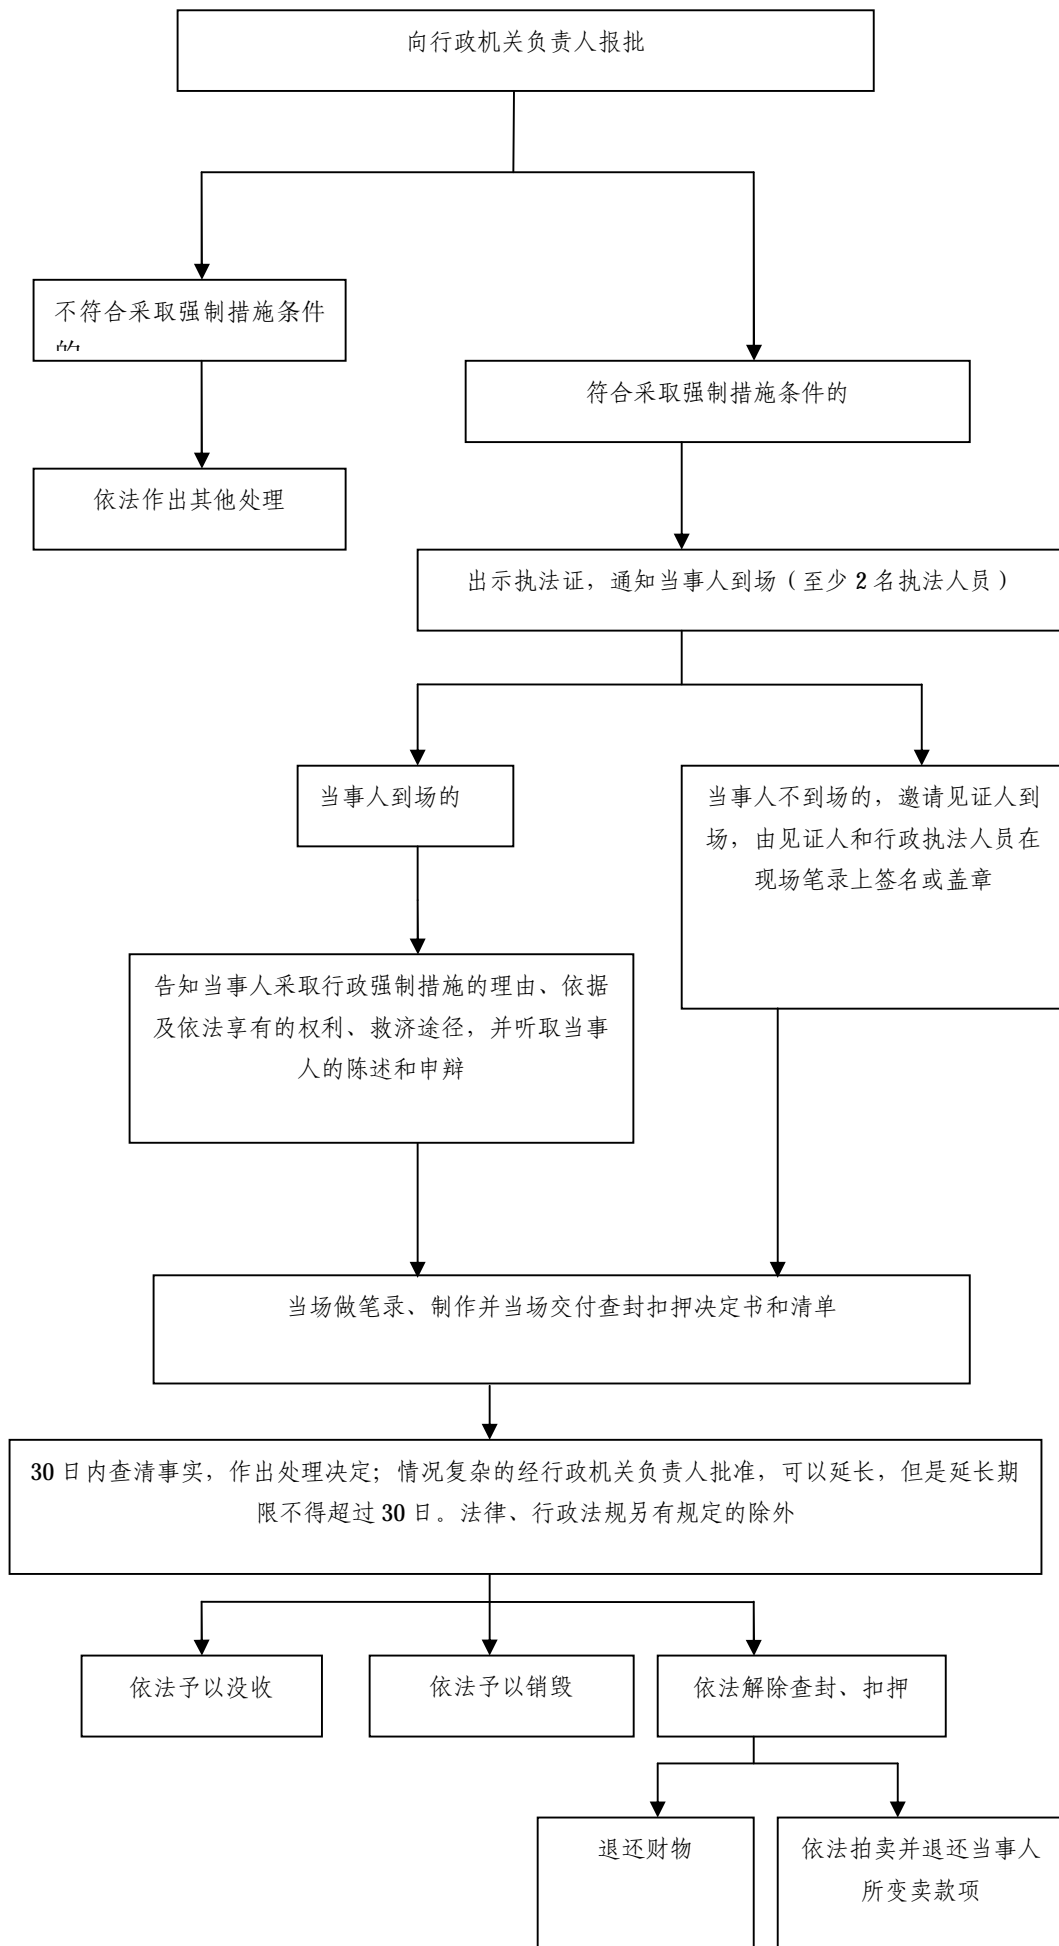 向行政机关负责人报批
不符合采取强制措施条件
的
符合采取强制措施条件的
依法作出其他处理
出示执法证，通知当事人到场（至少 2 名执法人员）
当事人到场的
当事人不到场的，邀请见证人到
场，由见证人和行政执法人员在
现场笔录上签名或盖章
告知当事人采取行政强制措施的理由、依据
及依法享有的权利、救济途径，并听取当事
人的陈述和申辩
当场做笔录、制作并当场交付查封扣押决定书和清单
30 日内查清事实，作出处理决定；情况复杂的经行政机关负责人批准，可以延长，但是延长期
限不得超过 30 日。法律、行政法规另有规定的除外
依法予以没收
依法予以销毁
依法解除查封、扣押
退还财物
依法拍卖并退还当事人
所变卖款项